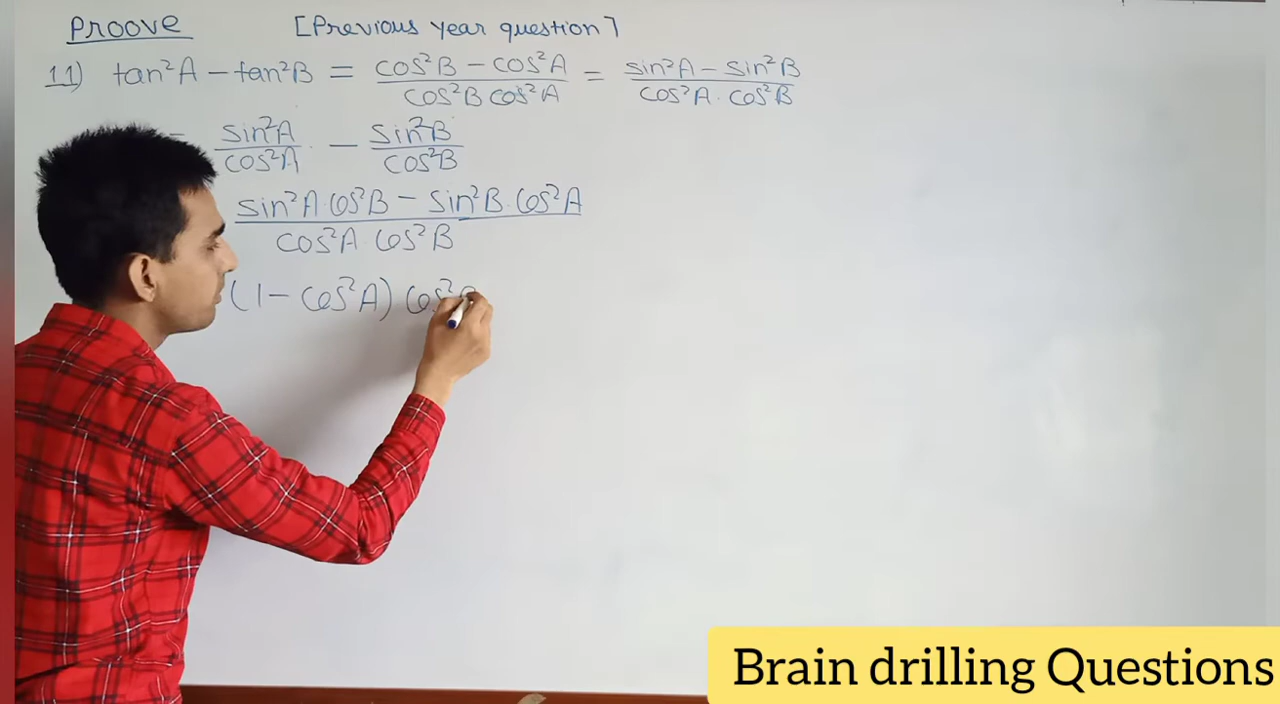 Proove [Previous year question]
11) tan²A – tan²B = cos²B – cos²A / cos²B cos²A = sin²A – sin²B / cos²A . cos²B
= sin²A / cos²A – sin²B / cos²B
sin²A cos²B – sin²B . cos²A / cos²A . cos²B
(1 – cos²A) cos²
Brain drilling Questions